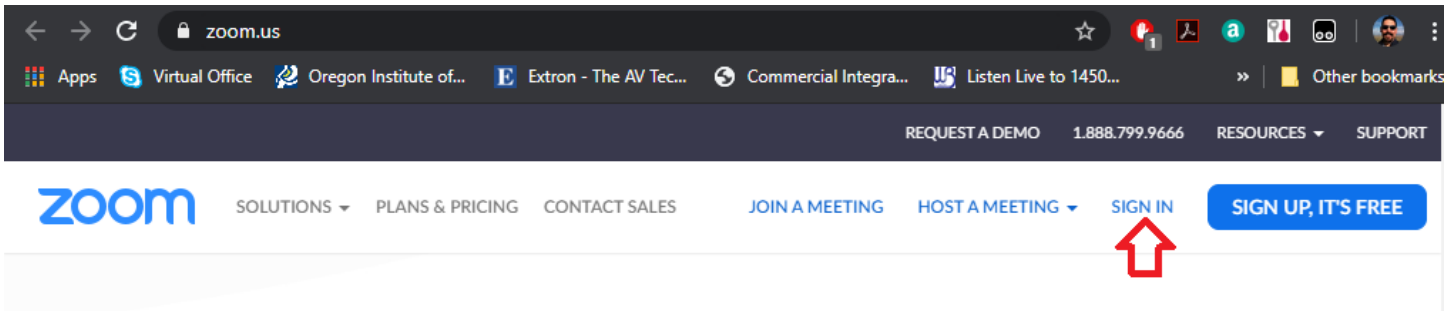 zoom.us
1
a
Apps Virtual Office Oregon Institute of... E Extron - The AV Tec... Commercial Integra... Listen Live to 1450... » Other bookmarks
REQUEST A DEMO 1.888.799.9666 RESOURCES SUPPORT
zoom SOLUTIONS PLANS & PRICING CONTACT SALES JOIN A MEETING HOST A MEETING SIGN IN SIGN UP, IT'S FREE